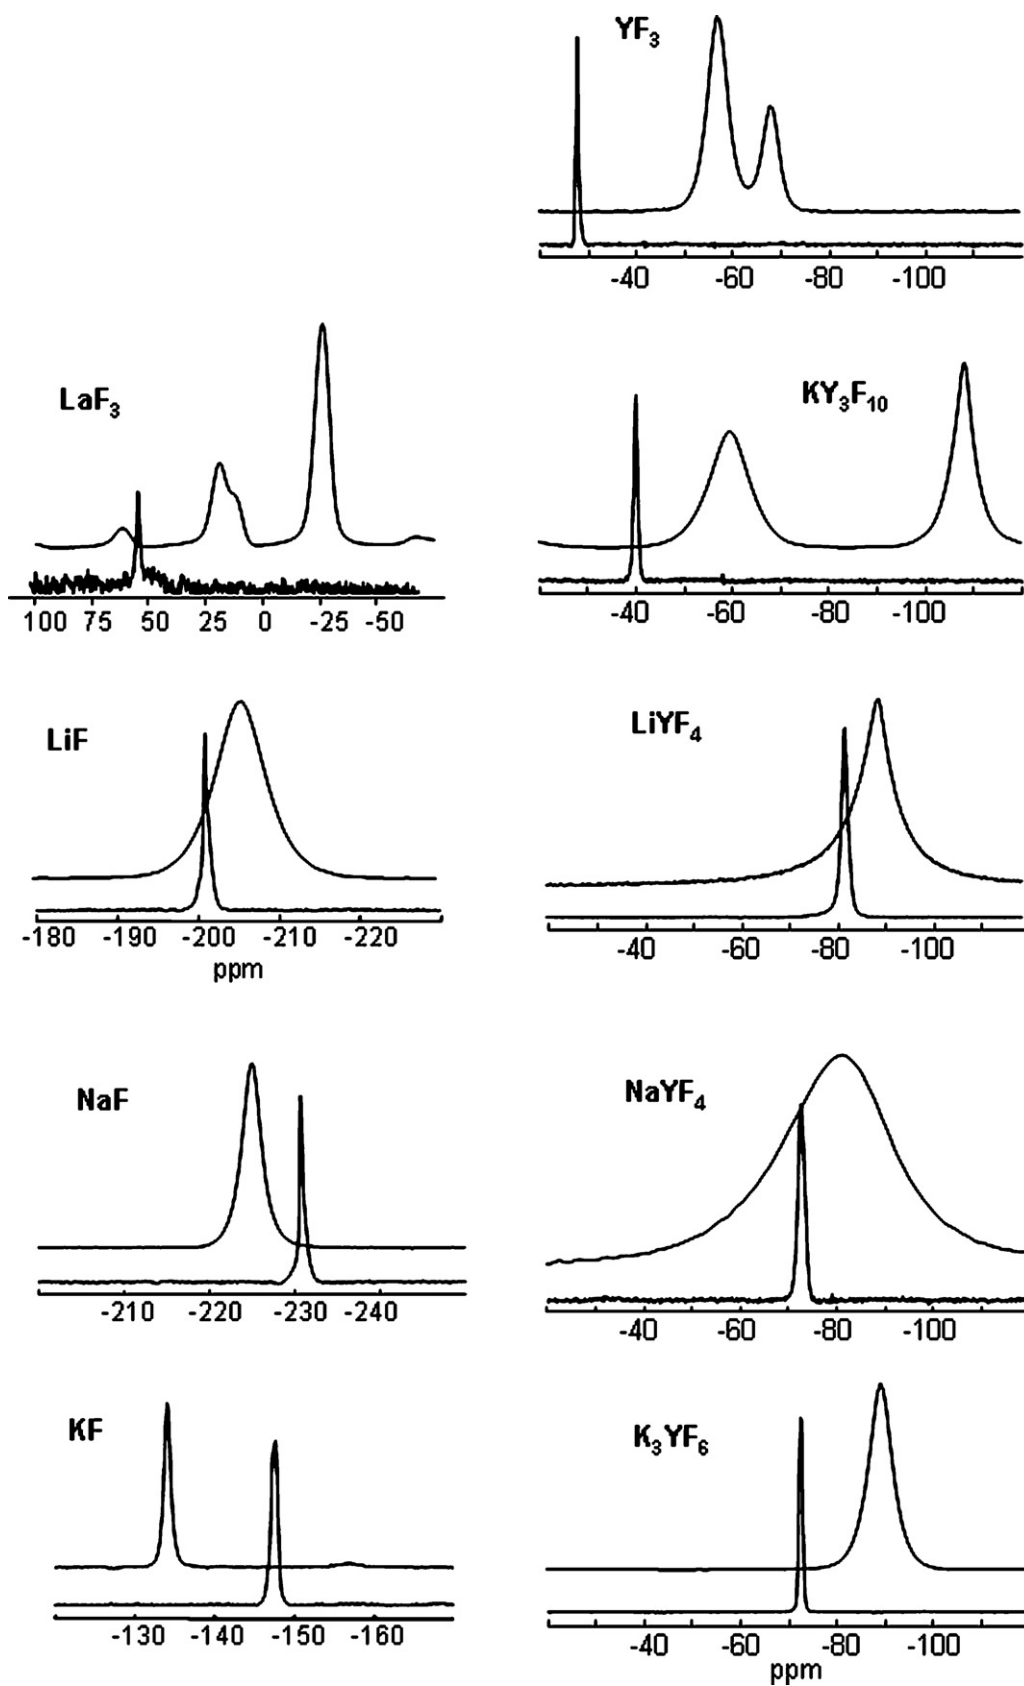 YF₃
-40 -60 -80 -100
LaF₃
100 75 50 25 0 -25 -50
KY₃F₁₀
-40 -60 -80 -100
LiF
-180 -190 -200 -210 -220
ppm
LiYF₄
-40 -60 -80 -100
NaF
-210 -220 -230 -240
NaYF₄
-40 -60 -80 -100
KF
-130 -140 -150 -160
K₃YF₆
-40 -60 -80 -100
ppm